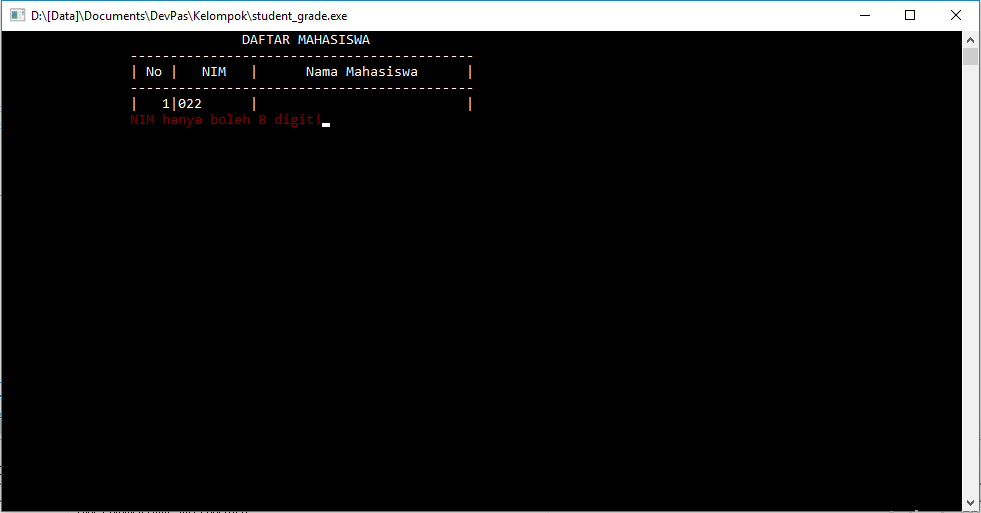 D:\[Data]\Documents\DevPas\Kelompok\student_grade.exe
DAFTAR MAHASISWA
-------------------------------------------
| No |   NIM   |      Nama Mahasiswa      |
-------------------------------------------
|   1|022      |                          |
NIM hanya boleh 8 digit!